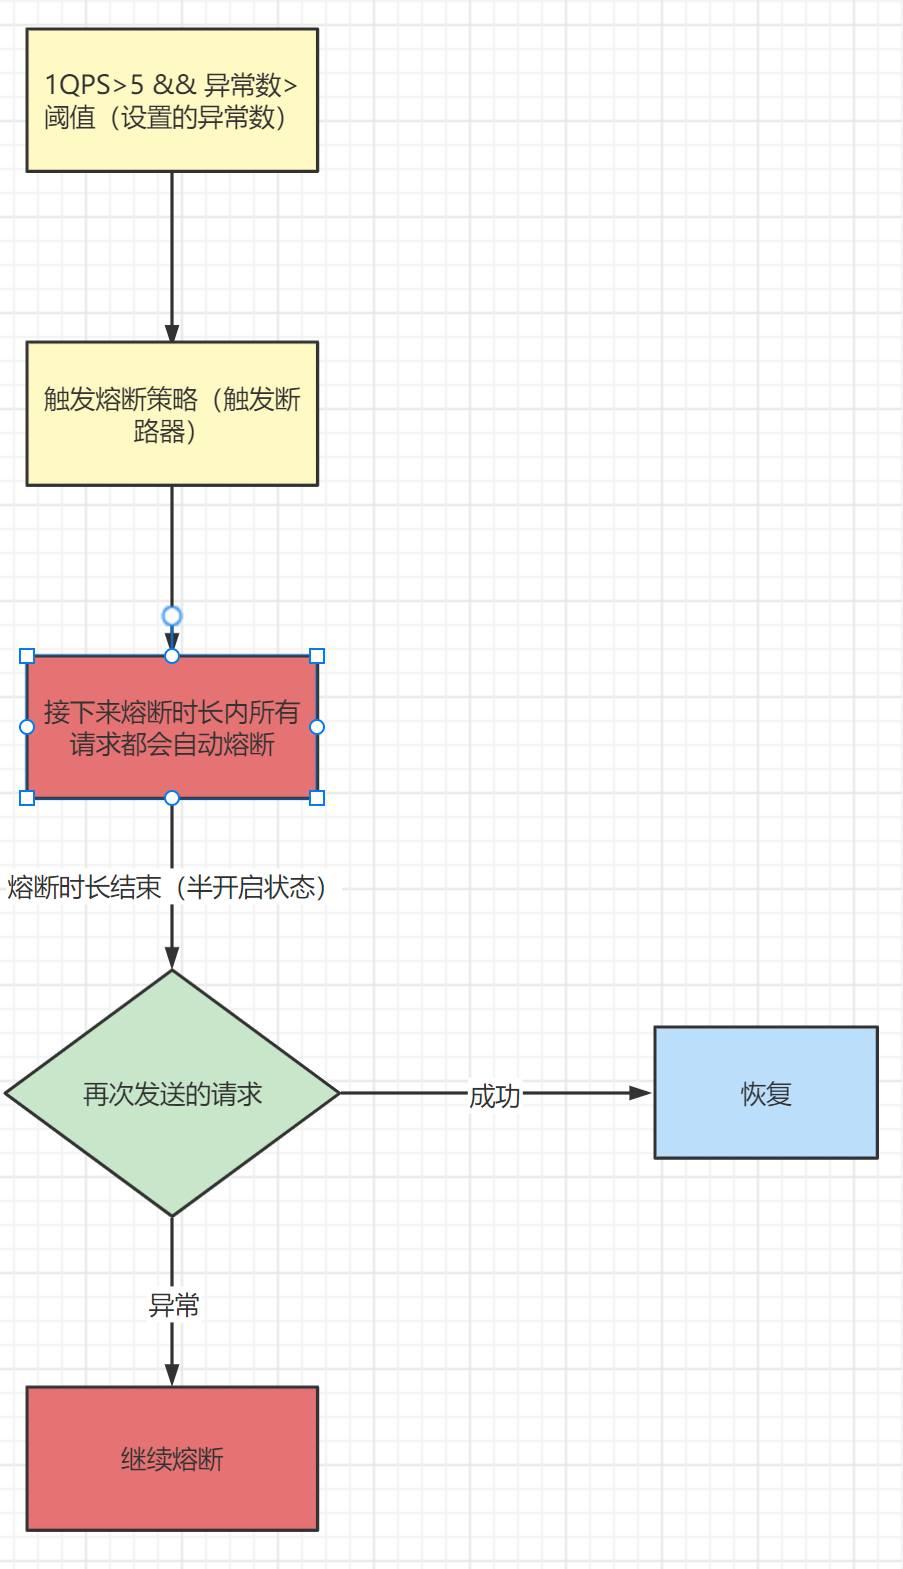 1QPS>5 && 异常数>
阈值（设置的异常数）
触发熔断策略（触发断
路器）
接下来熔断时长内所有
请求都会自动熔断
熔断时长结束（半开启状态）
再次发送的请求
成功
恢复
异常
继续熔断